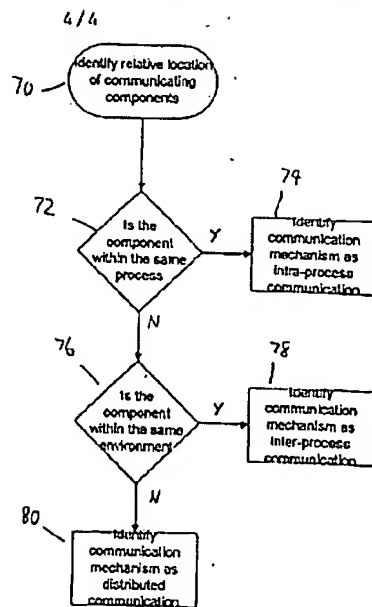 4/4
70
Identify relative location
of communicating
components
72
Is the
component
within the same
process
Y
74
Identify
communication
mechanism as
intra-process
communication
N
76
Is the
component
within the same
environment
Y
78
Identify
communication
mechanism as
inter-process
communication
N
80
Identify
communication
mechanism as
distributed
communication